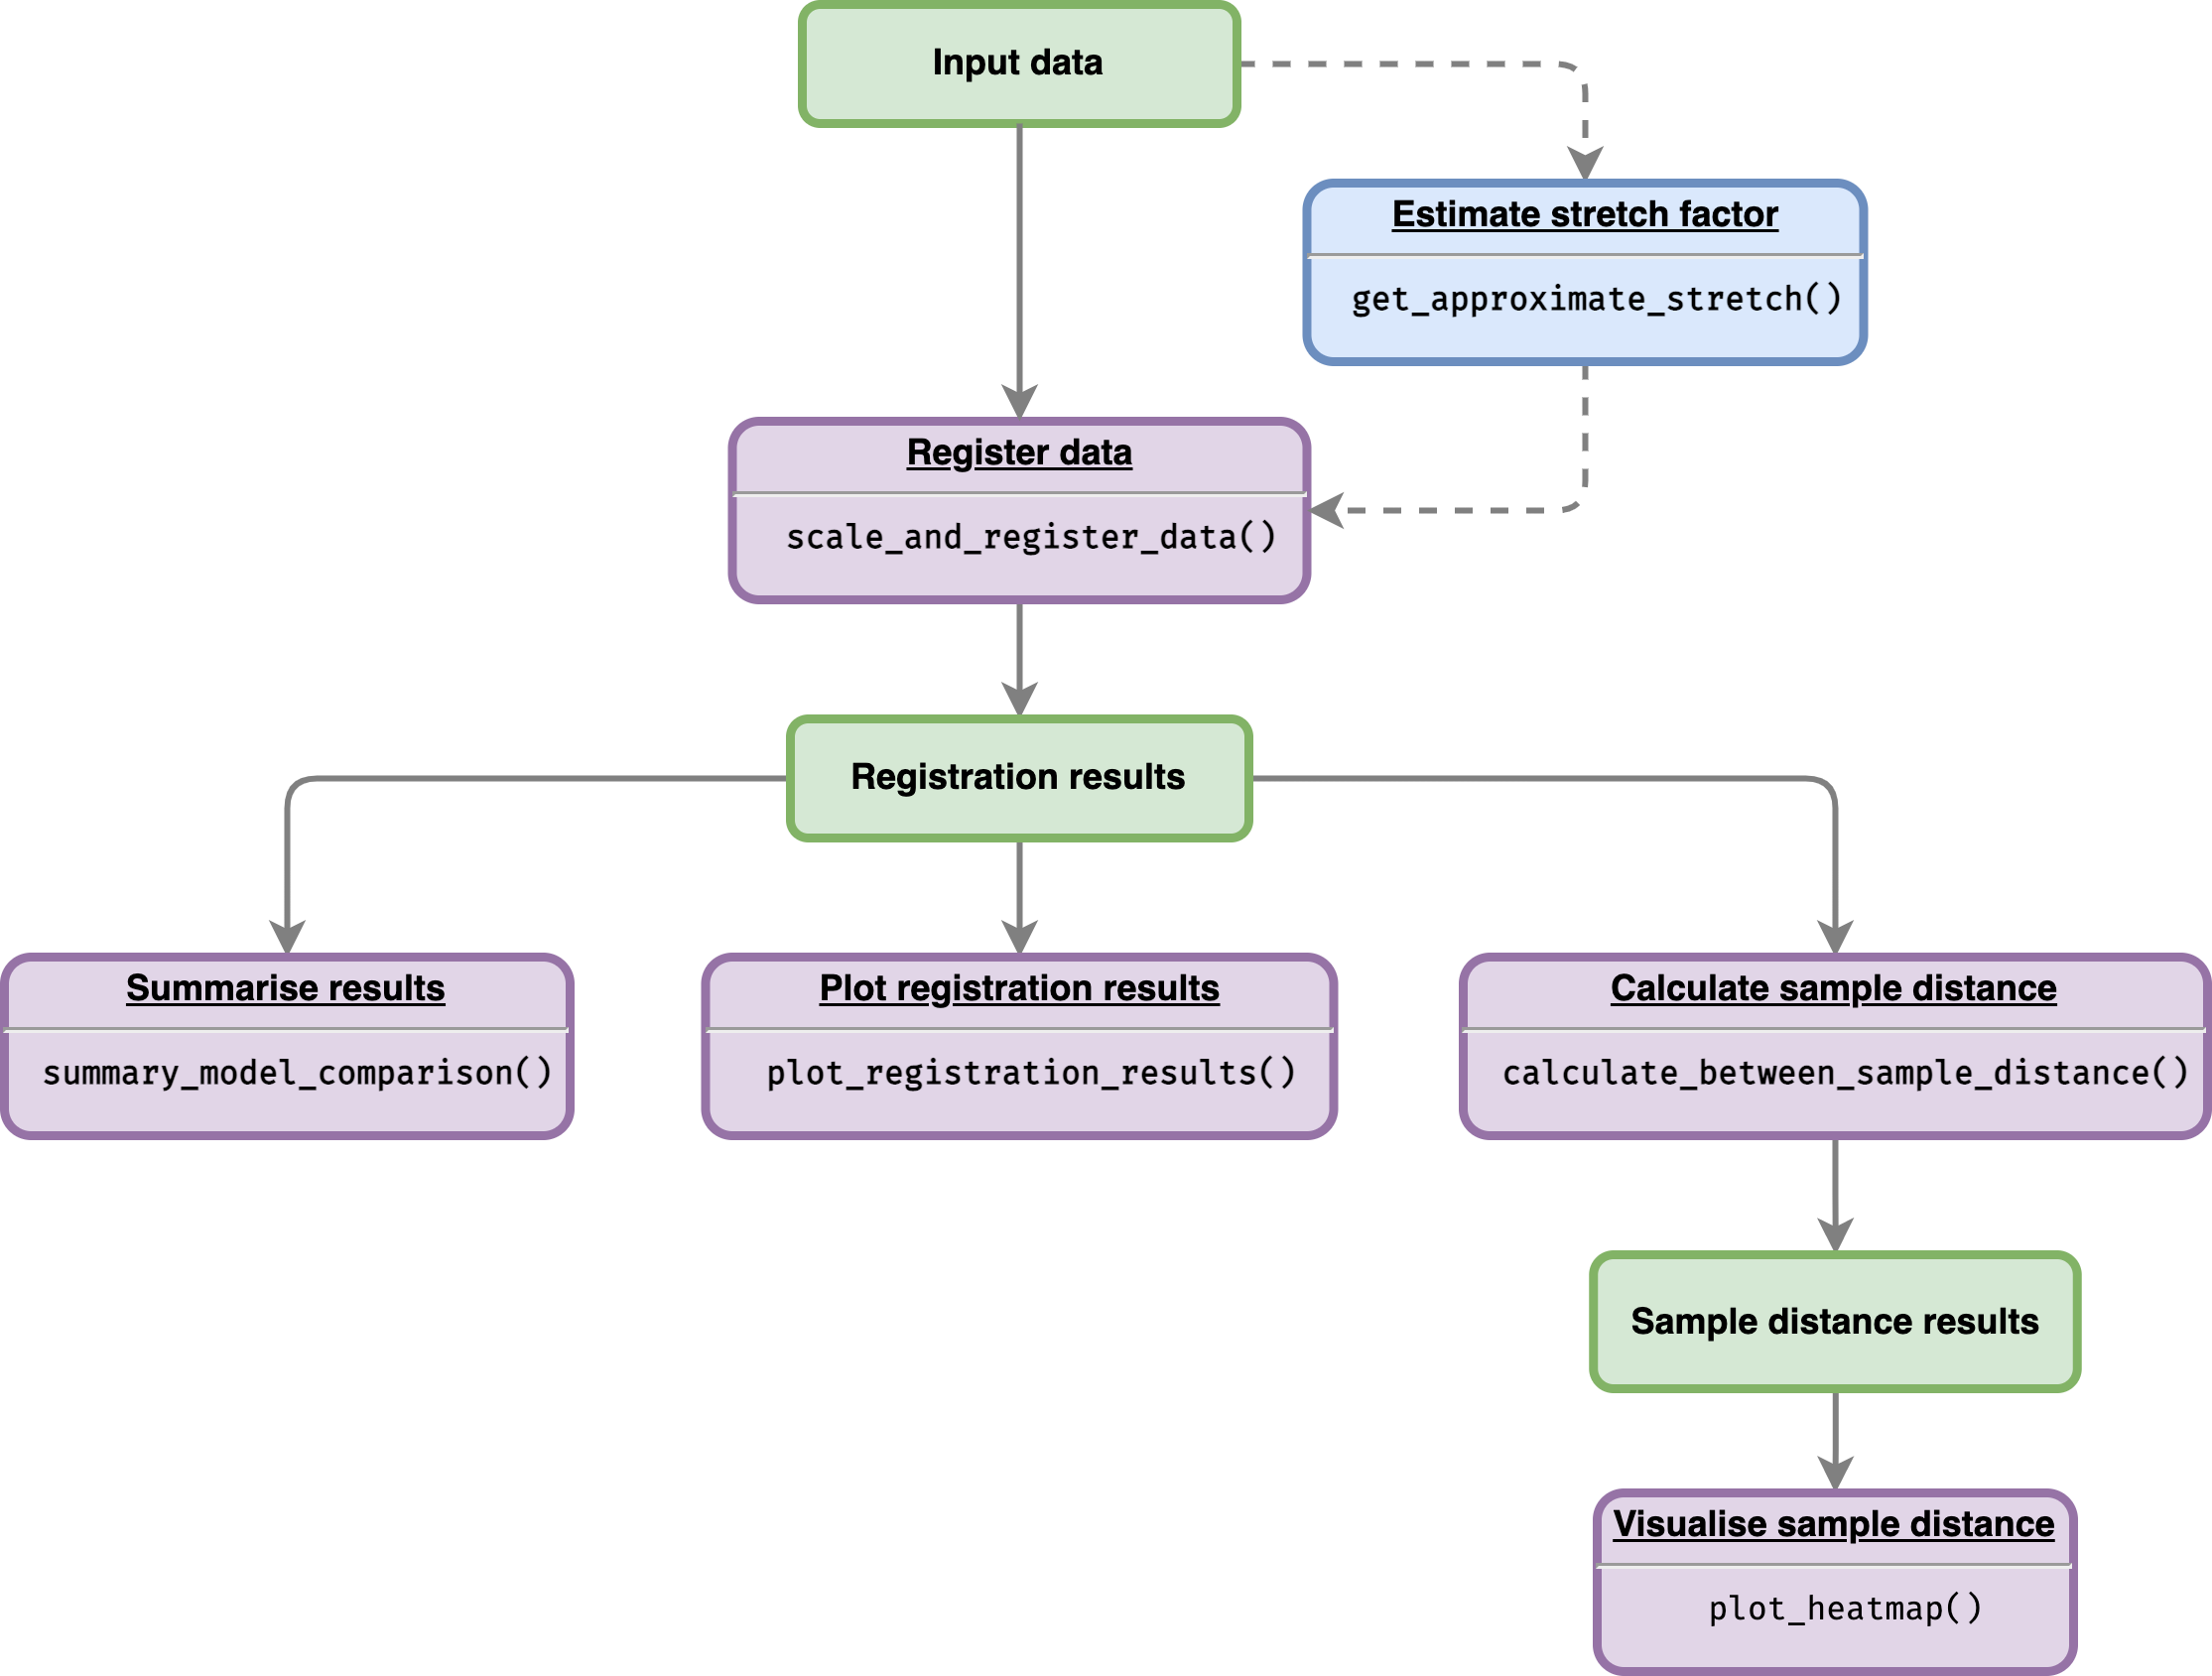 Input data
Estimate stretch factor
get_approximate_stretch()
Register data
scale_and_register_data()
Registration results
Summarise results
summary_model_comparison()
Plot registration results
plot_registration_results()
Calculate sample distance
calculate_between_sample_distance()
Sample distance results
Visualise sample distance
plot_heatmap()